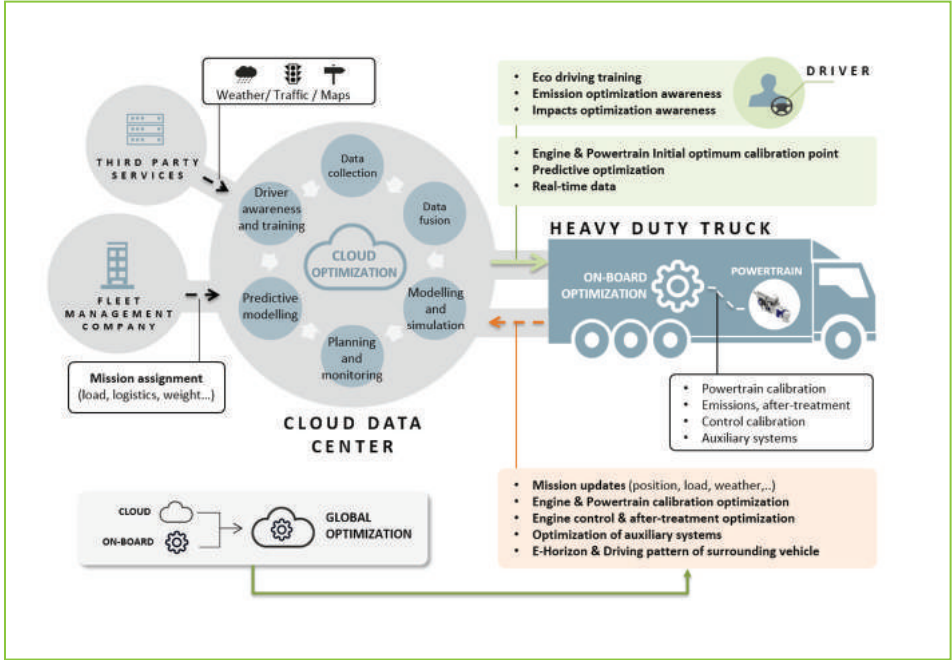 Weather/ Traffic / Maps
THIRD PARTY
SERVICES
FLEET
MANAGEMENT
COMPANY
Mission assignment
(load, logistics, weight...)
Data
collection
Data
fusion
Driver
awareness
and training
CLOUD
OPTIMIZATION
Predictive
modelling
Modelling
and
simulation
Planning
and
monitoring
CLOUD DATA
CENTER
• Eco driving training
• Emission optimization awareness
• Impacts optimization awareness
DRIVER
• Engine & Powertrain Initial optimum calibration point
• Predictive optimization
• Real-time data
HEAVY DUTY TRUCK
ON-BOARD
OPTIMIZATION
POWERTRAIN
• Powertrain calibration
• Emissions, after-treatment
• Control calibration
• Auxiliary systems
• Mission updates (position, load, weather,..)
• Engine & Powertrain calibration optimization
• Engine control & after-treatment optimization
• Optimization of auxiliary systems
• E-Horizon & Driving pattern of surrounding vehicle
CLOUD
ON-BOARD
GLOBAL
OPTIMIZATION